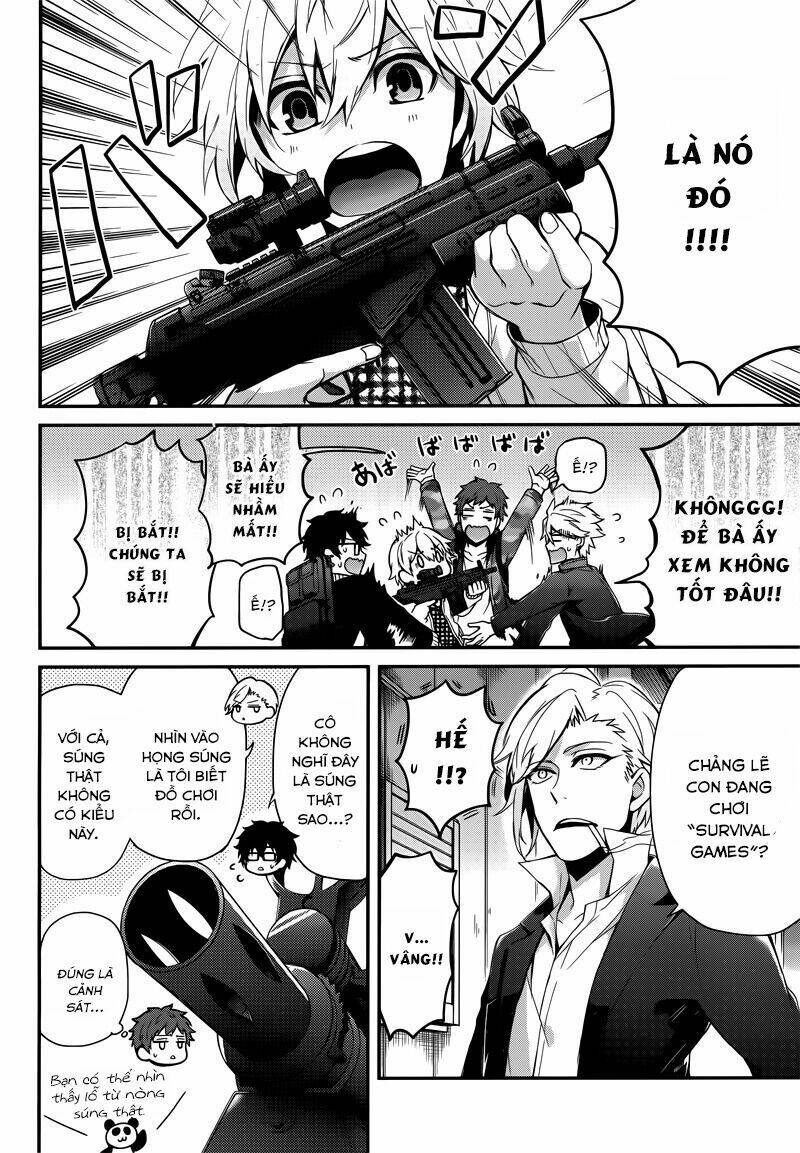 LÀ NÓ
ĐÓ
!!!!
KHÔNGGG!
ĐỂ BÀ ẤY
XEM KHÔNG
TỐT ĐÂU!!
Ế!?
あばばばばば
BÀ ẤY
SẼ HIỂU
NHẦM
MẤT!!
BỊ BẮT!!
CHÚNG TA
SẼ BỊ
BẮT!!
Ế!?
CHẲNG LẼ
CON ĐANG
CHƠI
“SURVIVAL
GAMES”?
HẾ
!!?
V...
VÂNG!!
CÔ
KHÔNG
NGHĨ ĐÂY
LÀ SÚNG
THẬT
SAO...?
NHÌN VÀO
HỌNG SÚNG
LÀ TÔI BIẾT
ĐỒ CHƠI
RỒI.
VỚI CẢ,
SÚNG
THẬT
KHÔNG
CÓ KIỂU
NÀY.
ĐÚNG LÀ
CẢNH
SÁT...
Bạn có thể nhìn
thấy lỗ từ nòng
súng thật.